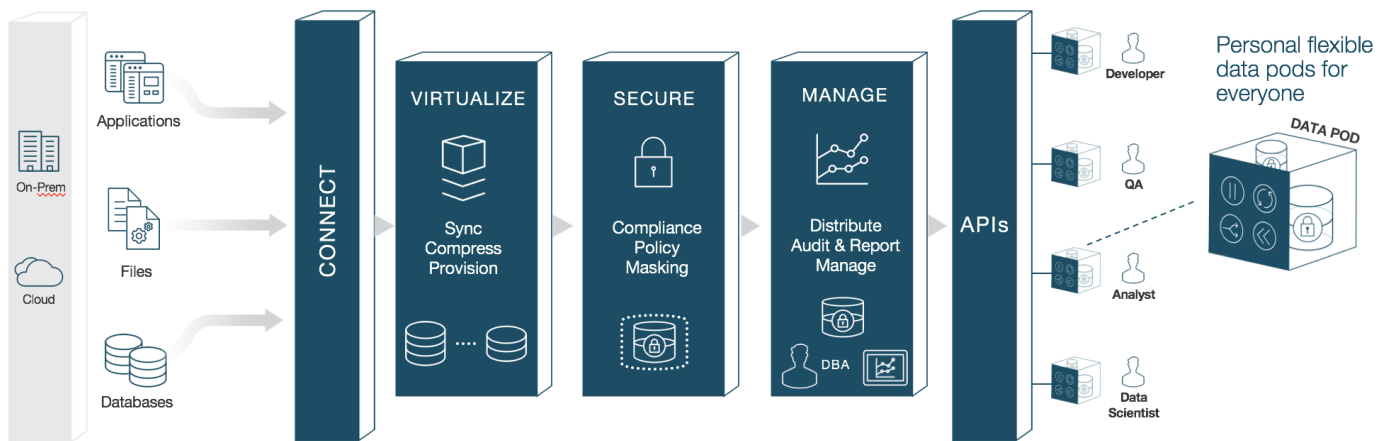 On-Prem
Cloud
Applications
Files
Databases
CONNECT
VIRTUALIZE
Sync
Compress
Provision
SECURE
Compliance
Policy
Masking
MANAGE
Distribute
Audit & Report
Manage
DBA
APIs
Developer
QA
Analyst
Data
Scientist
Personal flexible
data pods for
everyone
DATA POD